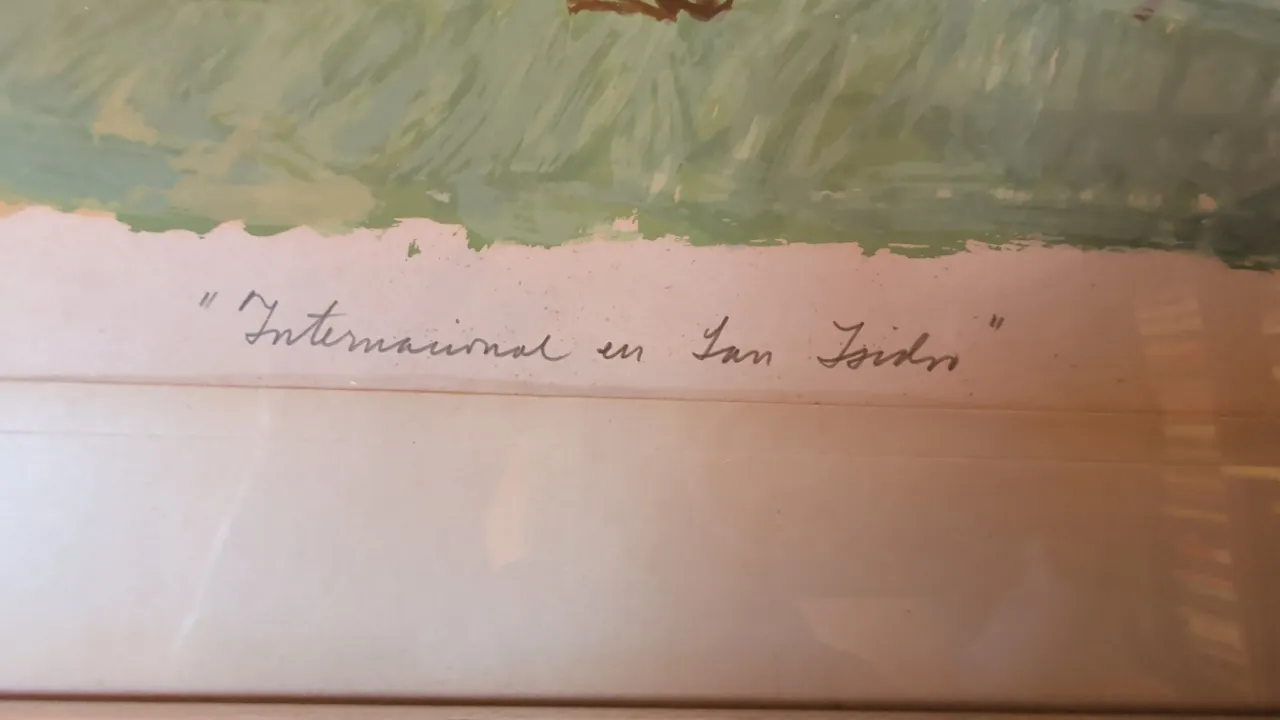 "Internacional en San Isidro"